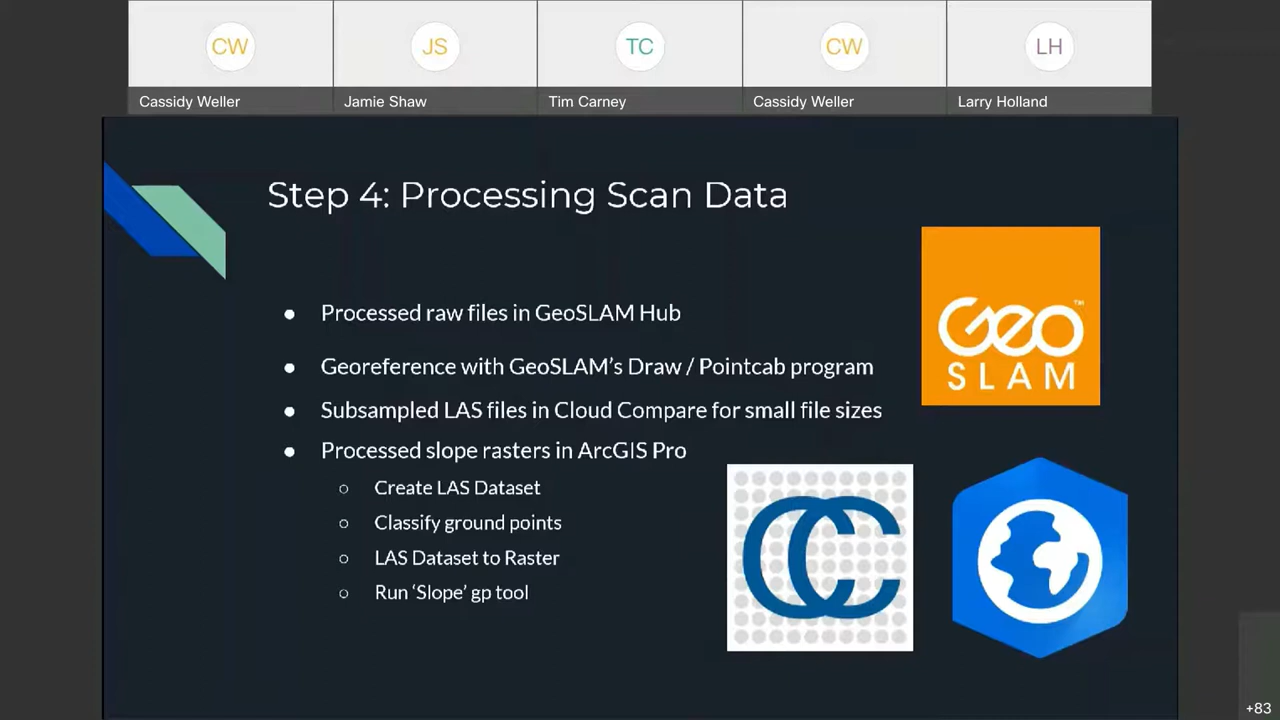 CW
JS
TC
CW
LH
Cassidy Weller
Jamie Shaw
Tim Carney
Cassidy Weller
Larry Holland
Step 4: Processing Scan Data
● Processed raw files in GeoSLAM Hub
● Georeference with GeoSLAM's Draw / Pointcab program
● Subsampled LAS files in Cloud Compare for small file sizes
● Processed slope rasters in ArcGIS Pro
○ Create LAS Dataset
○ Classify ground points
○ LAS Dataset to Raster
○ Run ‘Slope’ gp tool
Geo™
SLAM
CC
+83